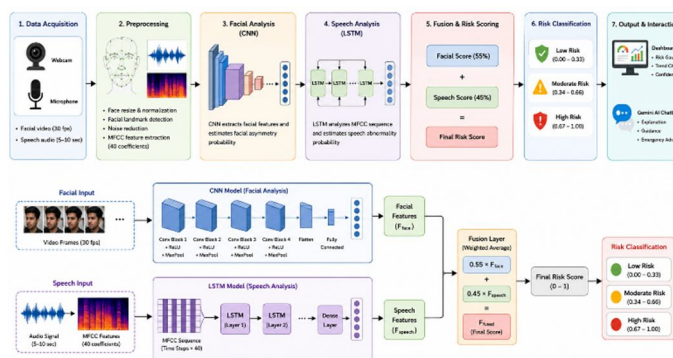 1. Data Acquisition
Webcam
Microphone
• Facial video (30 fps)
• Speech audio (5-10 sec)
2. Preprocessing
• Face resize & normalization
• Facial landmark detection
• Noise reduction
• MFCC feature extraction
(40 coefficients)
3. Facial Analysis
(CNN)
CNN extracts facial features and
estimates facial asymmetry
probability
4. Speech Analysis
(LSTM)
LSTM
LSTM
LSTM
LSTM analyzes MFCC sequence
and estimates speech abnormality
probability
5. Fusion & Risk Scoring
Facial Score (55%)
+
Speech Score (45%)
=
Final Risk Score
6. Risk Classification
Low Risk
(0.00 – 0.33)
Moderate Risk
(0.34 – 0.66)
High Risk
(0.67 – 1.00)
7. Output & Interacti
Dashboa
• Risk Sco
• Trend Ch
• Confiden
Gemini AI Chatb
• Explanation
• Guidance
• Emergency Adv
Facial Input
Video Frames (30 fps)
CNN Model (Facial Analysis)
Conv Block 1
+ ReLU
+ MaxPool
Conv Block 2
+ ReLU
+ MaxPool
Conv Block 3
+ ReLU
+ MaxPool
Conv Block 4
+ ReLU
+ MaxPool
Flatten
Fully
Connected
Facial
Features
(Fface)
Speech Input
Audio Signal
(5-10 sec)
MFCC Features
(40 coefficients)
LSTM Model (Speech Analysis)
MFCC Sequence
(Time Steps × 40)
LSTM
(Layer 1)
LSTM
(Layer 2)
Dense
Layer
Speech
Features
(Fspeech)
Fusion Layer
(Weighted Average)
0.55 × Fface
+
0.45 × Fspeech
=
Ffused
(Final Score)
Final Risk Score
(0 – 1)
Risk Classification
Low Risk
(0.00 – 0.33)
Moderate Risk
(0.34 – 0.66)
High Risk
(0.67 – 1.00)